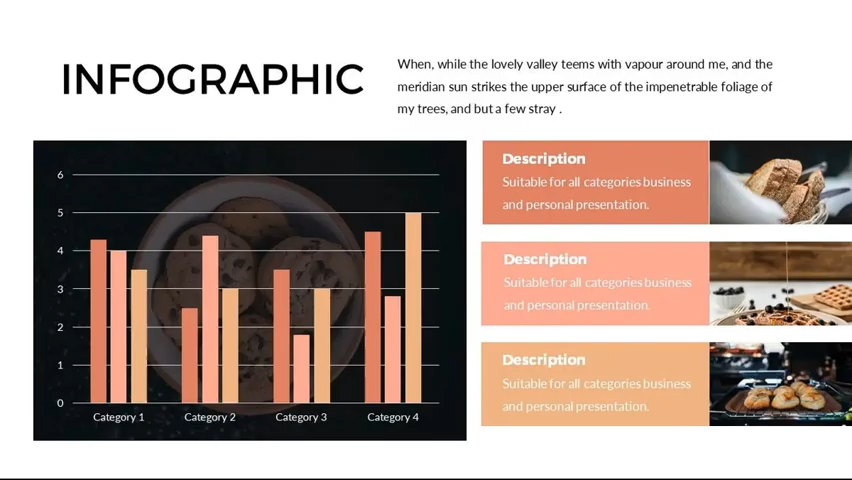 INFOGRAPHIC
When, while the lovely valley teems with vapour around me, and the
meridian sun strikes the upper surface of the impenetrable foliage of
my trees, and but a few stray .
6
5
4
3
2
1
0
Category 1
Category 2
Category 3
Category 4
Description
Suitable for all categories business
and personal presentation.
Description
Suitable for all categories business
and personal presentation.
Description
Suitable for all categories business
and personal presentation.